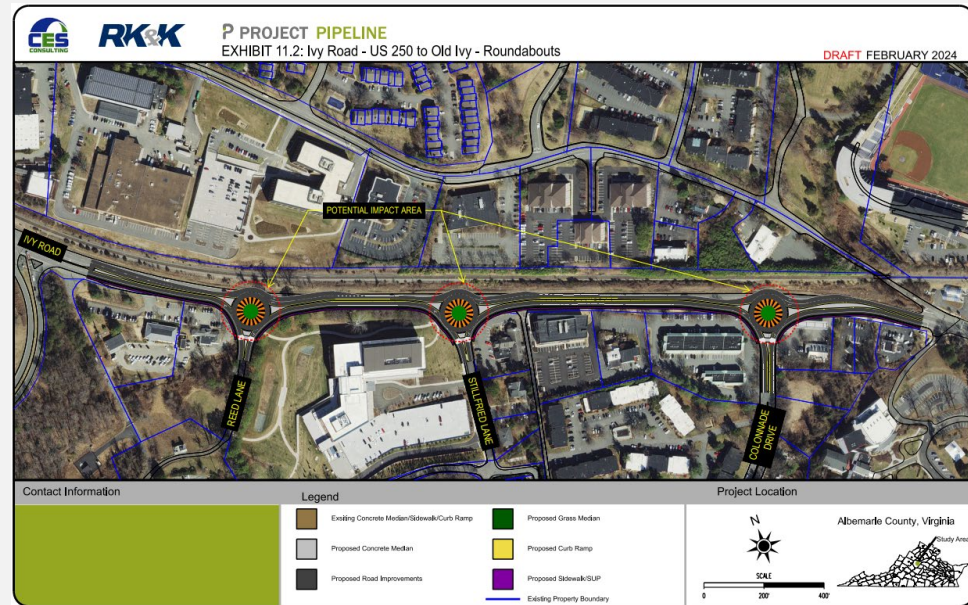 CES
CONSULTING
RK&K
PROJECT PIPELINE
EXHIBIT 11.2: Ivy Road - US 250 to Old Ivy - Roundabouts
DRAFT FEBRUARY 2024
POTENTIAL IMPACT AREA
IVY ROAD
REED LANE
STILLFRIED LANE
COLONNADE
DRIVE
Contact Information
Legend
Exsiting Concrete Median/Sidewalk/Curb Ramp
Proposed Concrete Median
Proposed Road Improvements
Proposed Grass Median
Proposed Curb Ramp
Proposed Sidewalk/SUP
Existing Property Boundary
Project Location
N
SCALE
0 200' 400'
Albemarle County, Virginia
Study Area